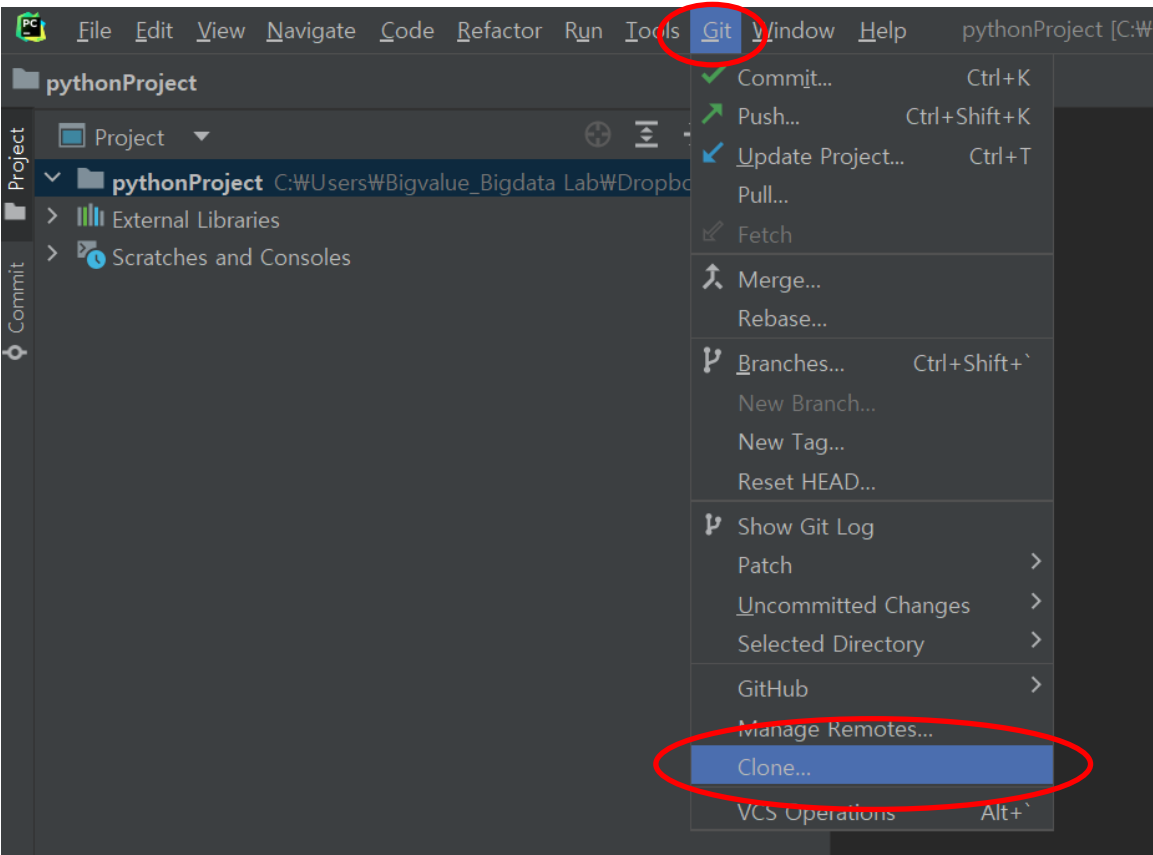 PC File Edit View Navigate Code Refactor Run Tools Git Window Help pythonProject [C:₩
pythonProject
Project
Commit
Project
pythonProject C:₩Users₩Bigvalue_Bigdata Lab₩Dropbo
External Libraries
Scratches and Consoles
Commit... Ctrl+K
Push... Ctrl+Shift+K
Update Project... Ctrl+T
Pull...
Fetch
Merge...
Rebase...
Branches... Ctrl+Shift+`
New Branch...
New Tag...
Reset HEAD...
Show Git Log
Patch
Uncommitted Changes
Selected Directory
GitHub
Manage Remotes...
Clone...
VCS Operations Alt+`